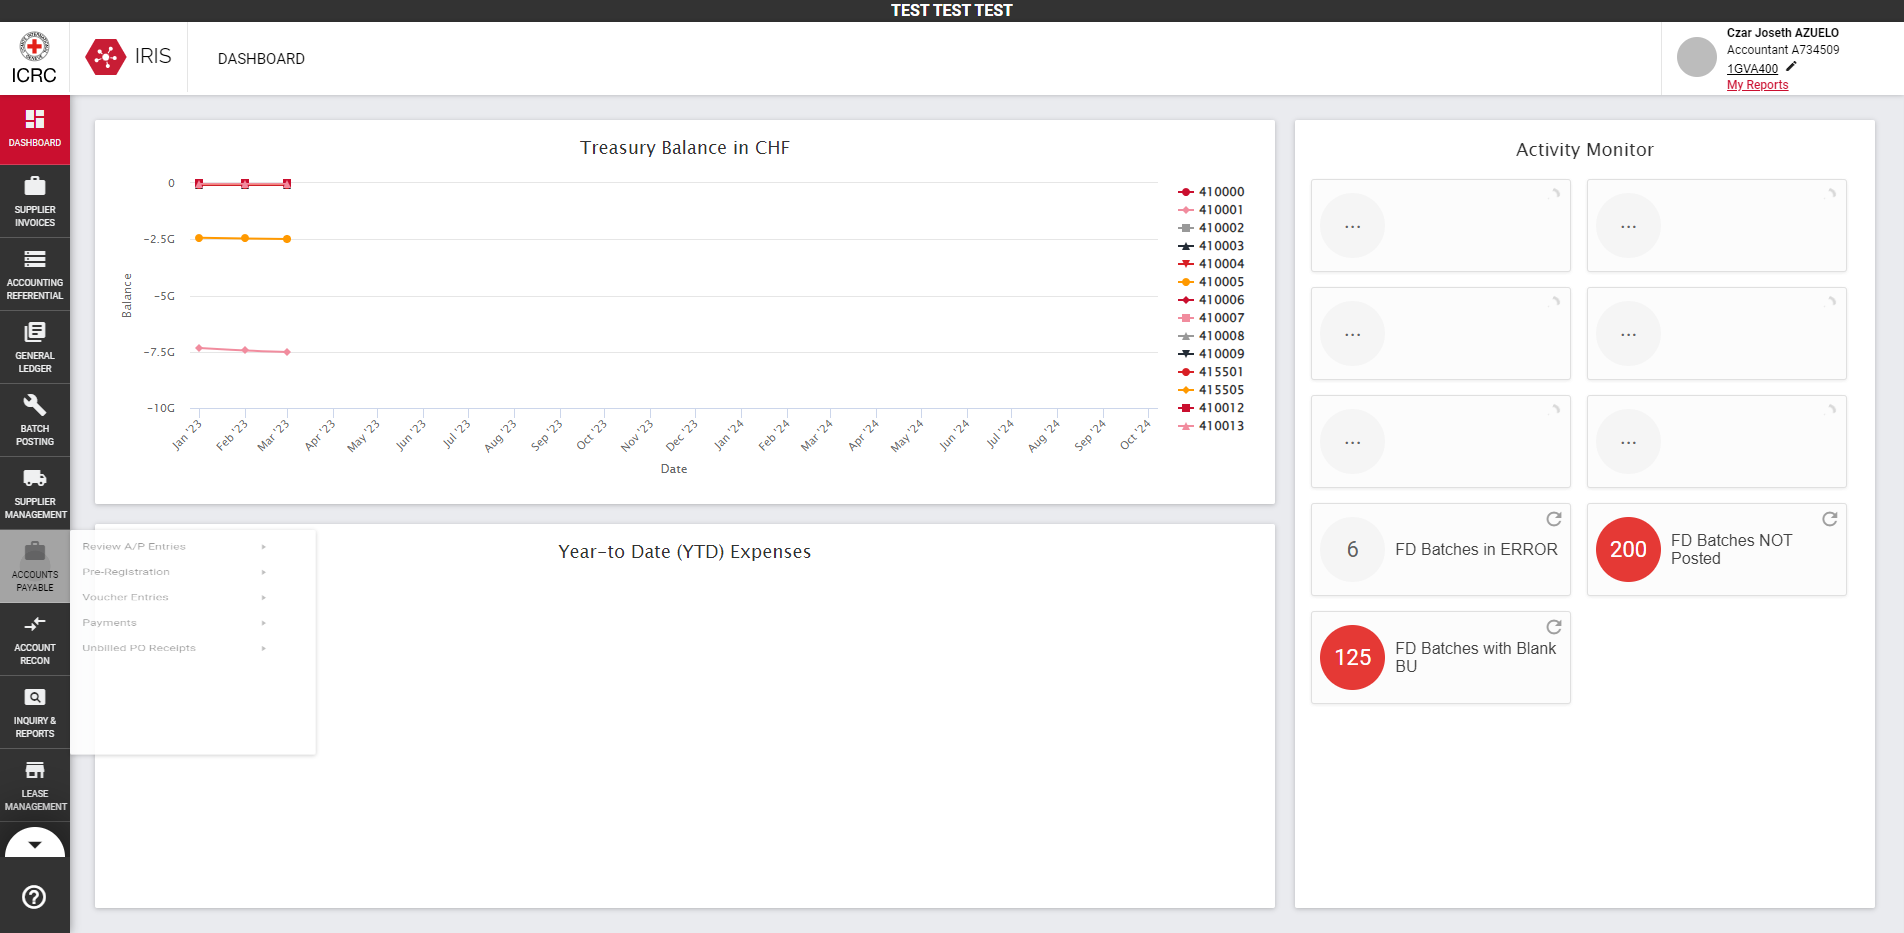 TEST TEST TEST
ICRC
IRIS
DASHBOARD
Czar Joseth AZUELO
Accountant A734509
1GVA400
My Reports
DASHBOARD
SUPPLIER
INVOICES
ACCOUNTING
REFERENTIAL
GENERAL
LEDGER
BATCH
POSTING
SUPPLIER
MANAGEMENT
ACCOUNTS
PAYABLE
ACCOUNT
RECON
INQUIRY &
REPORTS
LEASE
MANAGEMENT
Review A/P Entries
Pre-Registration
Voucher Entries
Payments
Unbilled PO Receipts
Treasury Balance in CHF
Balance
0
−2.5G
−5G
−7.5G
−10G
Jan '23
Feb '23
Mar '23
Apr '23
May '23
Jun '23
Jul '23
Aug '23
Sep '23
Oct '23
Nov '23
Dec '23
Jan '24
Feb '24
Mar '24
Apr '24
May '24
Jun '24
Jul '24
Aug '24
Sep '24
Oct '24
Date
410000
410001
410002
410003
410004
410005
410006
410007
410008
410009
415501
415505
410012
410013
Year-to Date (YTD) Expenses
Activity Monitor
...
...
...
...
...
...
6
FD Batches in ERROR
200
FD Batches NOT
Posted
125
FD Batches with Blank
BU